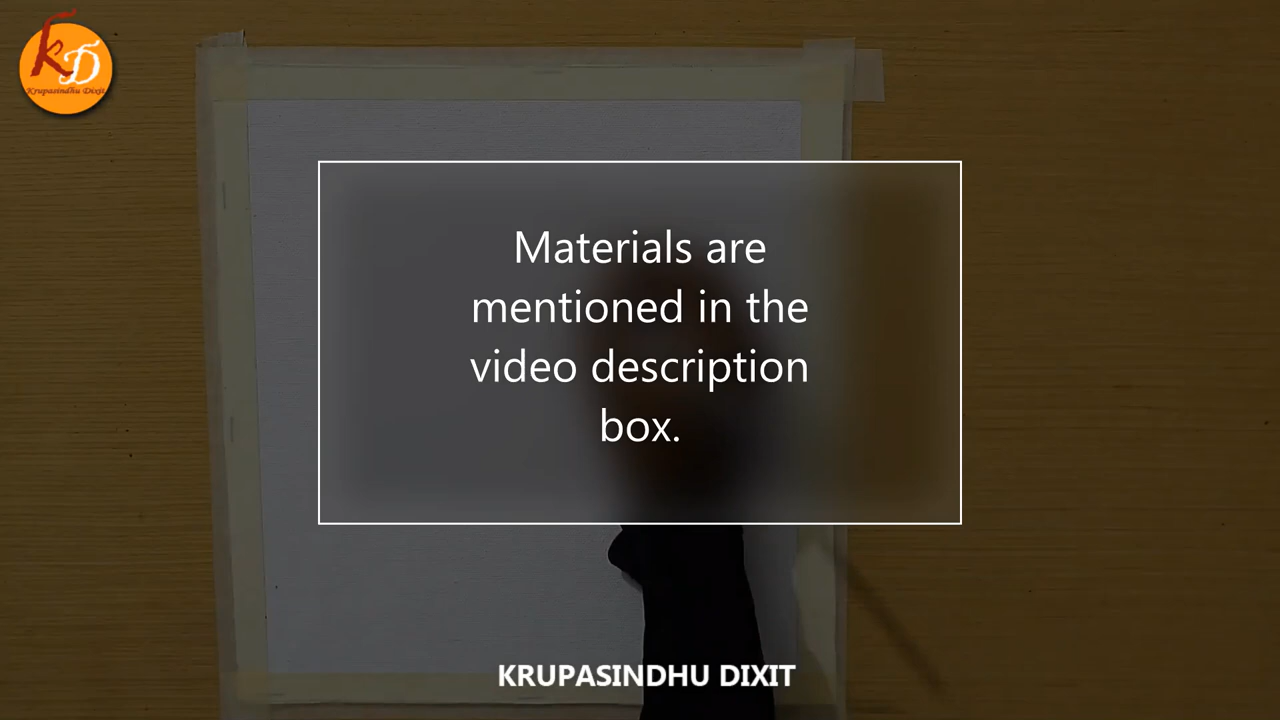 KD
Krupasindhu Dixit
Materials are
mentioned in the
video description
box.
KRUPASINDHU DIXIT